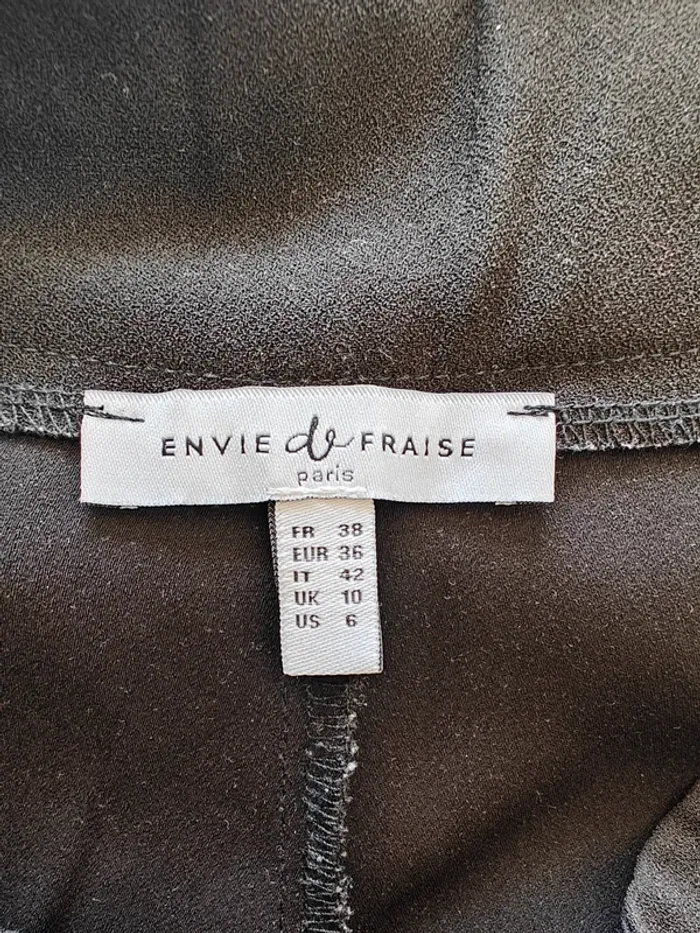 ENVIE de FRAISE
paris
FR 38
EUR 36
IT 42
UK 10
US 6